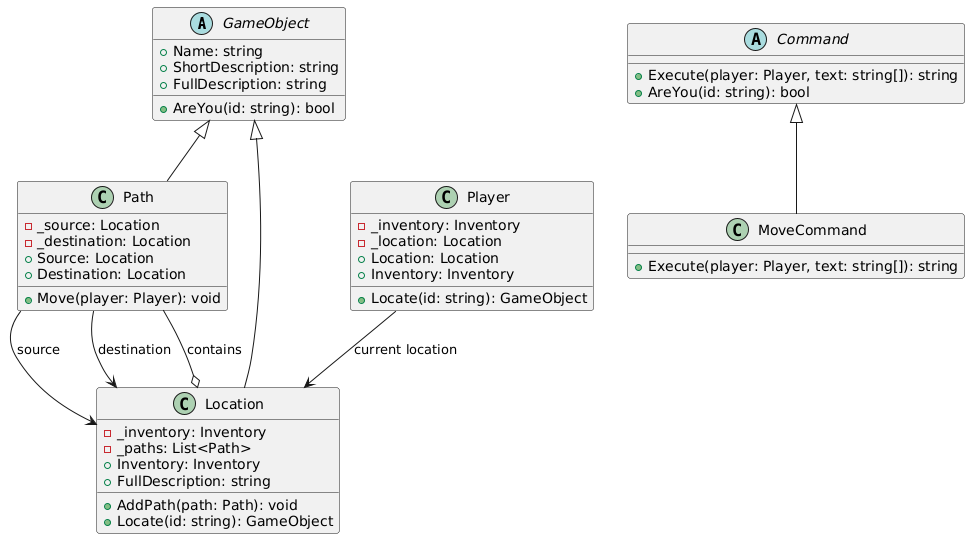 A GameObject
Name: string
ShortDescription: string
FullDescription: string
AreYou(id: string): bool
A Command
Execute(player: Player, text: string[]): string
AreYou(id: string): bool
C Path
_source: Location
_destination: Location
Source: Location
Destination: Location
Move(player: Player): void
C Player
_inventory: Inventory
_location: Location
Location: Location
Inventory: Inventory
Locate(id: string): GameObject
C MoveCommand
Execute(player: Player, text: string[]): string
source
destination
contains
current location
C Location
_inventory: Inventory
_paths: List<Path>
Inventory: Inventory
FullDescription: string
AddPath(path: Path): void
Locate(id: string): GameObject